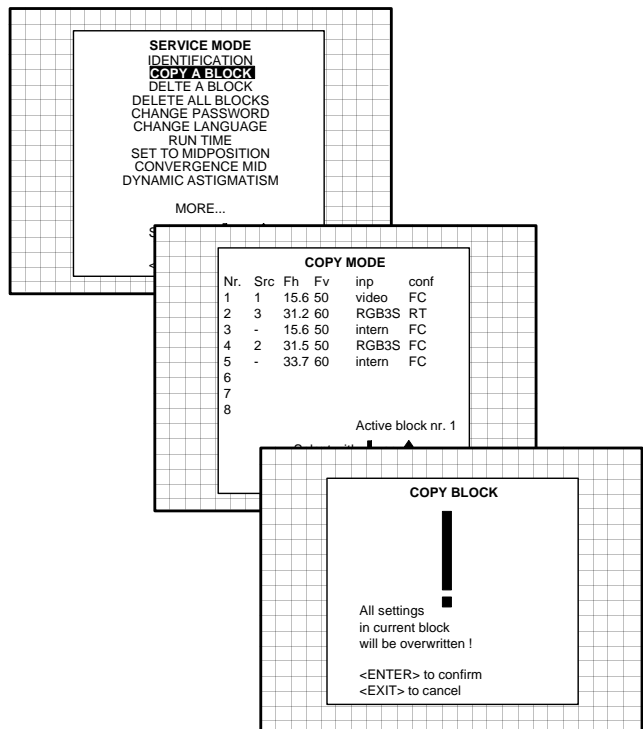 SERVICE MODE
IDENTIFICATION
COPY A BLOCK
DELTE A BLOCK
DELETE ALL BLOCKS
CHANGE PASSWORD
CHANGE LANGUAGE
RUN TIME
SET TO MIDPOSITION
CONVERGENCE MID
DYNAMIC ASTIGMATISM
MORE...
COPY MODE
Nr. Src Fh Fv inp conf
1 1 15.6 50 video FC
2 3 31.2 60 RGB3S RT
3 - 15.6 50 intern FC
4 2 31.5 50 RGB3S FC
5 - 33.7 60 intern FC
6
7
8
Active block nr. 1
COPY BLOCK
!
All settings
in current block
will be overwritten !
<ENTER> to confirm
<EXIT> to cancel